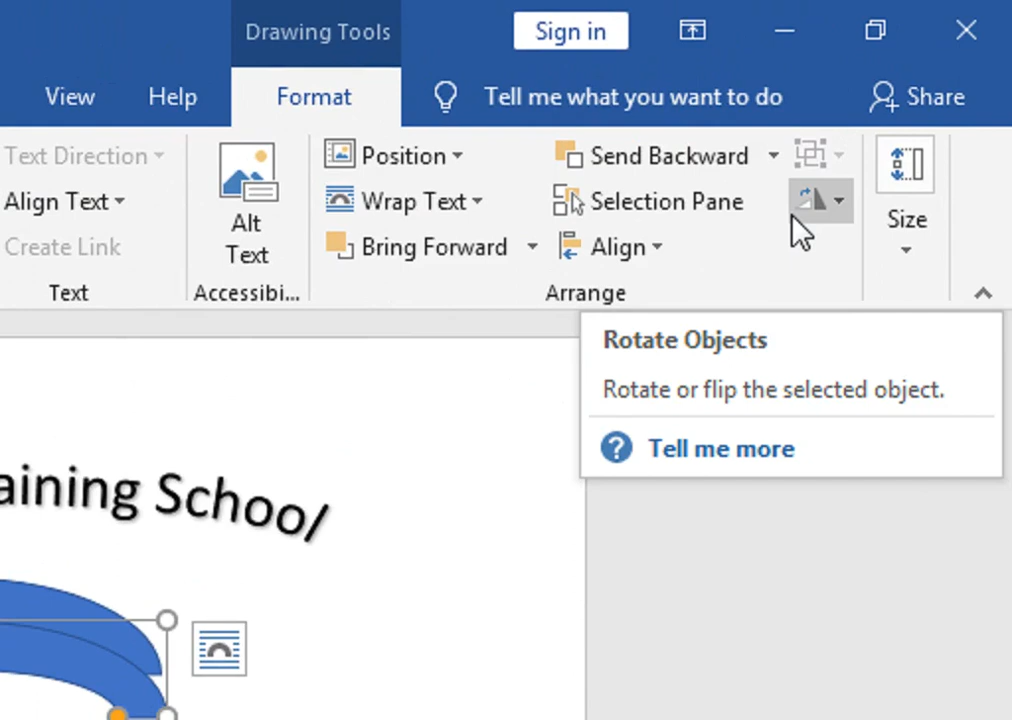 Drawing Tools
Sign in
View
Help
Format
Tell me what you want to do
Share
Text Direction
Align Text
Create Link
Text
Alt
Text
Accessibi...
Position
Wrap Text
Bring Forward
Send Backward
Selection Pane
Align
Arrange
Size
Rotate Objects
Rotate or flip the selected object.
? Tell me more
aining School